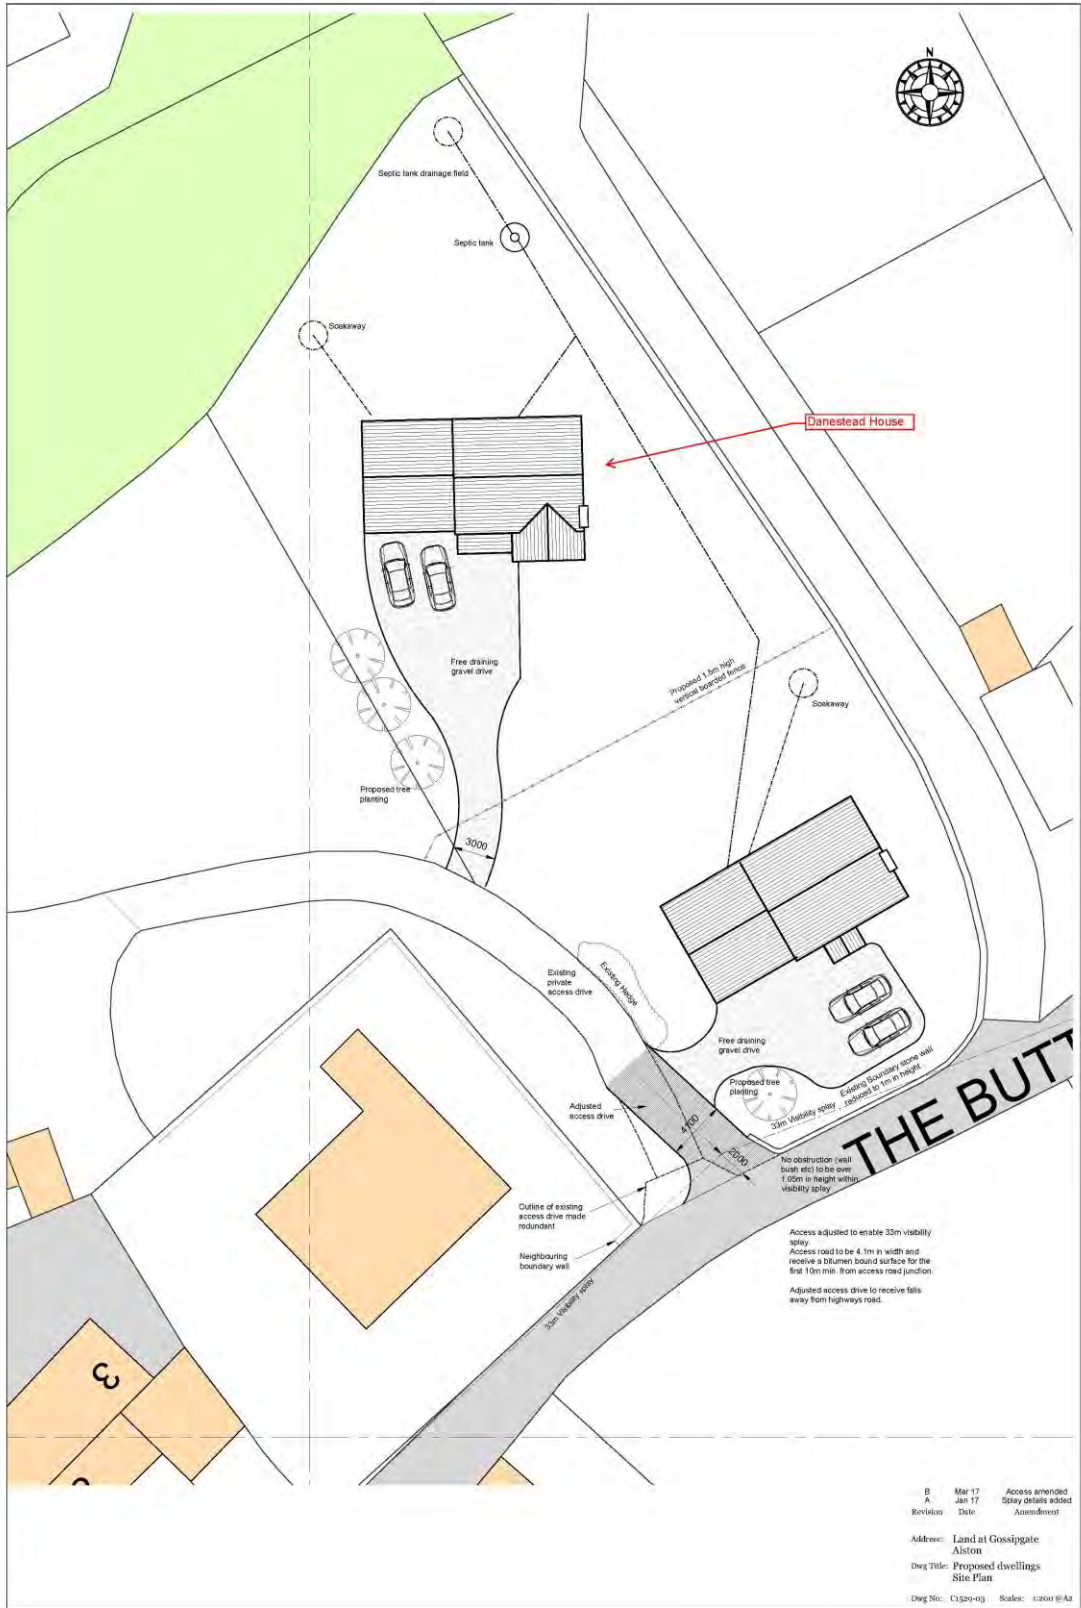 N
Septic tank drainage field
Septic tank
Soakaway
Danestead House
Free draining
gravel drive
Proposed 1.5m high
vertical boarded fence
Soakaway
Proposed tree
planting
3000
Existing
private
access drive
Existing Hedge
Free draining
gravel drive
Proposed tree
planting
Existing Boundary stone wall
reduced to 1m in height
33m Visibility splay
THE BUTT
Adjusted
access drive
4100
2000
No obstruction (wall
bush etc) to be over
1.05m in height within
visibility splay
Outline of existing
access drive made
redundant
Neighbouring
boundary wall
33m Visibility splay
Access adjusted to enable 33m visibility
splay.
Access road to be 4.1m in width and
receive a bitumen bound surface for the
first 10m min. from access road junction.
Adjusted access drive to receive falls
away from highways road.
3
B Mar 17 Access amended
A Jan 17 Splay details added
Revision Date Amendment
Address: Land at Gossipgate
Alston
Dwg Title: Proposed dwellings
Site Plan
Dwg No: C1529-03 Scales: 1:200 @A2